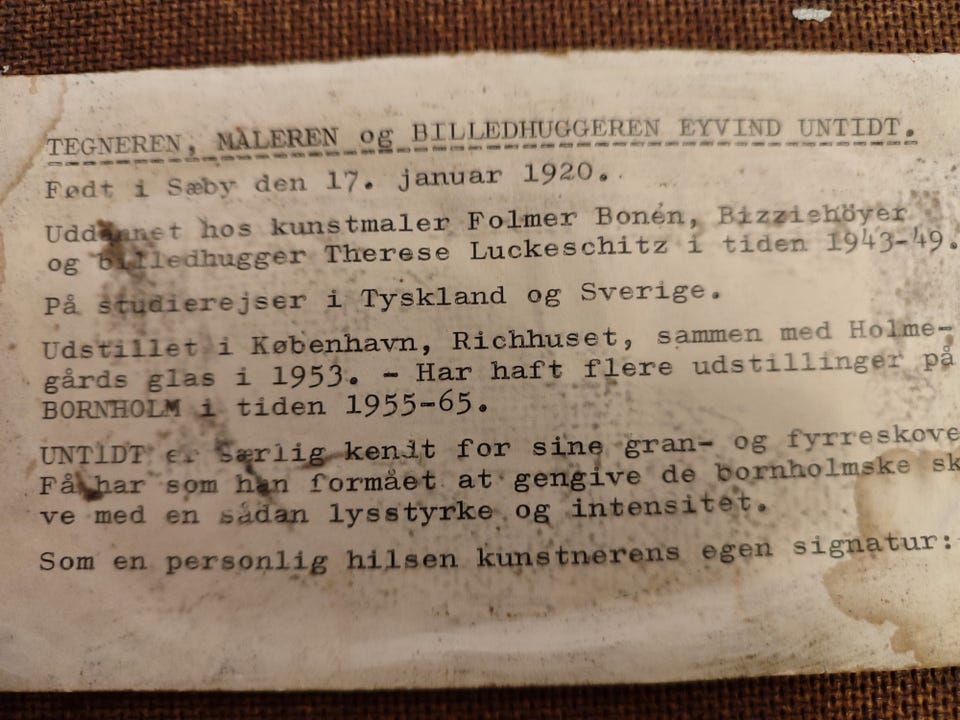 TEGNEREN, MALEREN og BILLEDHUGGEREN EYVIND UNTIDT.
Født i Sæby den 17. januar 1920.
Uddannet hos kunstmaler Folmer Bonén, Bizziehöyer
og billedhugger Therese Luckeschitz i tiden 1943-49.
På studierejser i Tyskland og Sverige.
Udstillet i København, Richhuset, sammen med Holme-
gårds glas i 1953. - Har haft flere udstillinger på
BORNHOLM i tiden 1955-65.
UNTIDT er særlig kendt for sine gran- og fyrreskove
Få har som han formået at gengive de bornholmske sk
ve med en sådan lysstyrke og intensitet.
Som en personlig hilsen kunstnerens egen signatur: